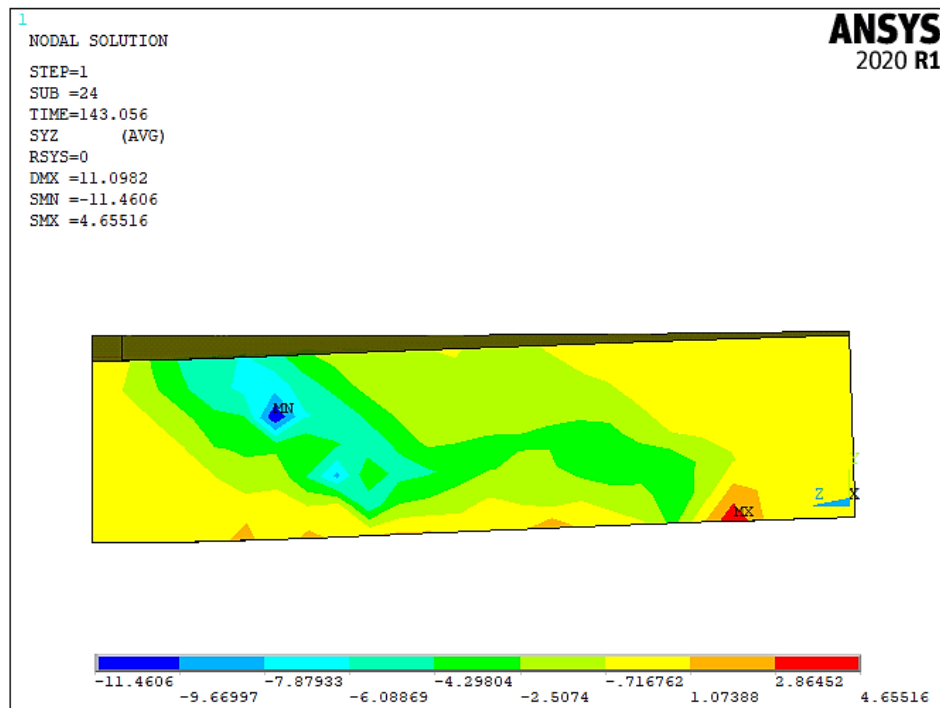 1
ANSYS
2020 R1
NODAL SOLUTION
STEP=1
SUB =24
TIME=143.056
SYZ (AVG)
RSYS=0
DMX =11.0982
SMN =-11.4606
SMX =4.65516
MN
Y
Z X
MX
-11.4606 -7.87933 -4.29804 -.716762 2.86452
-9.66997 -6.08869 -2.5074 1.07388 4.65516